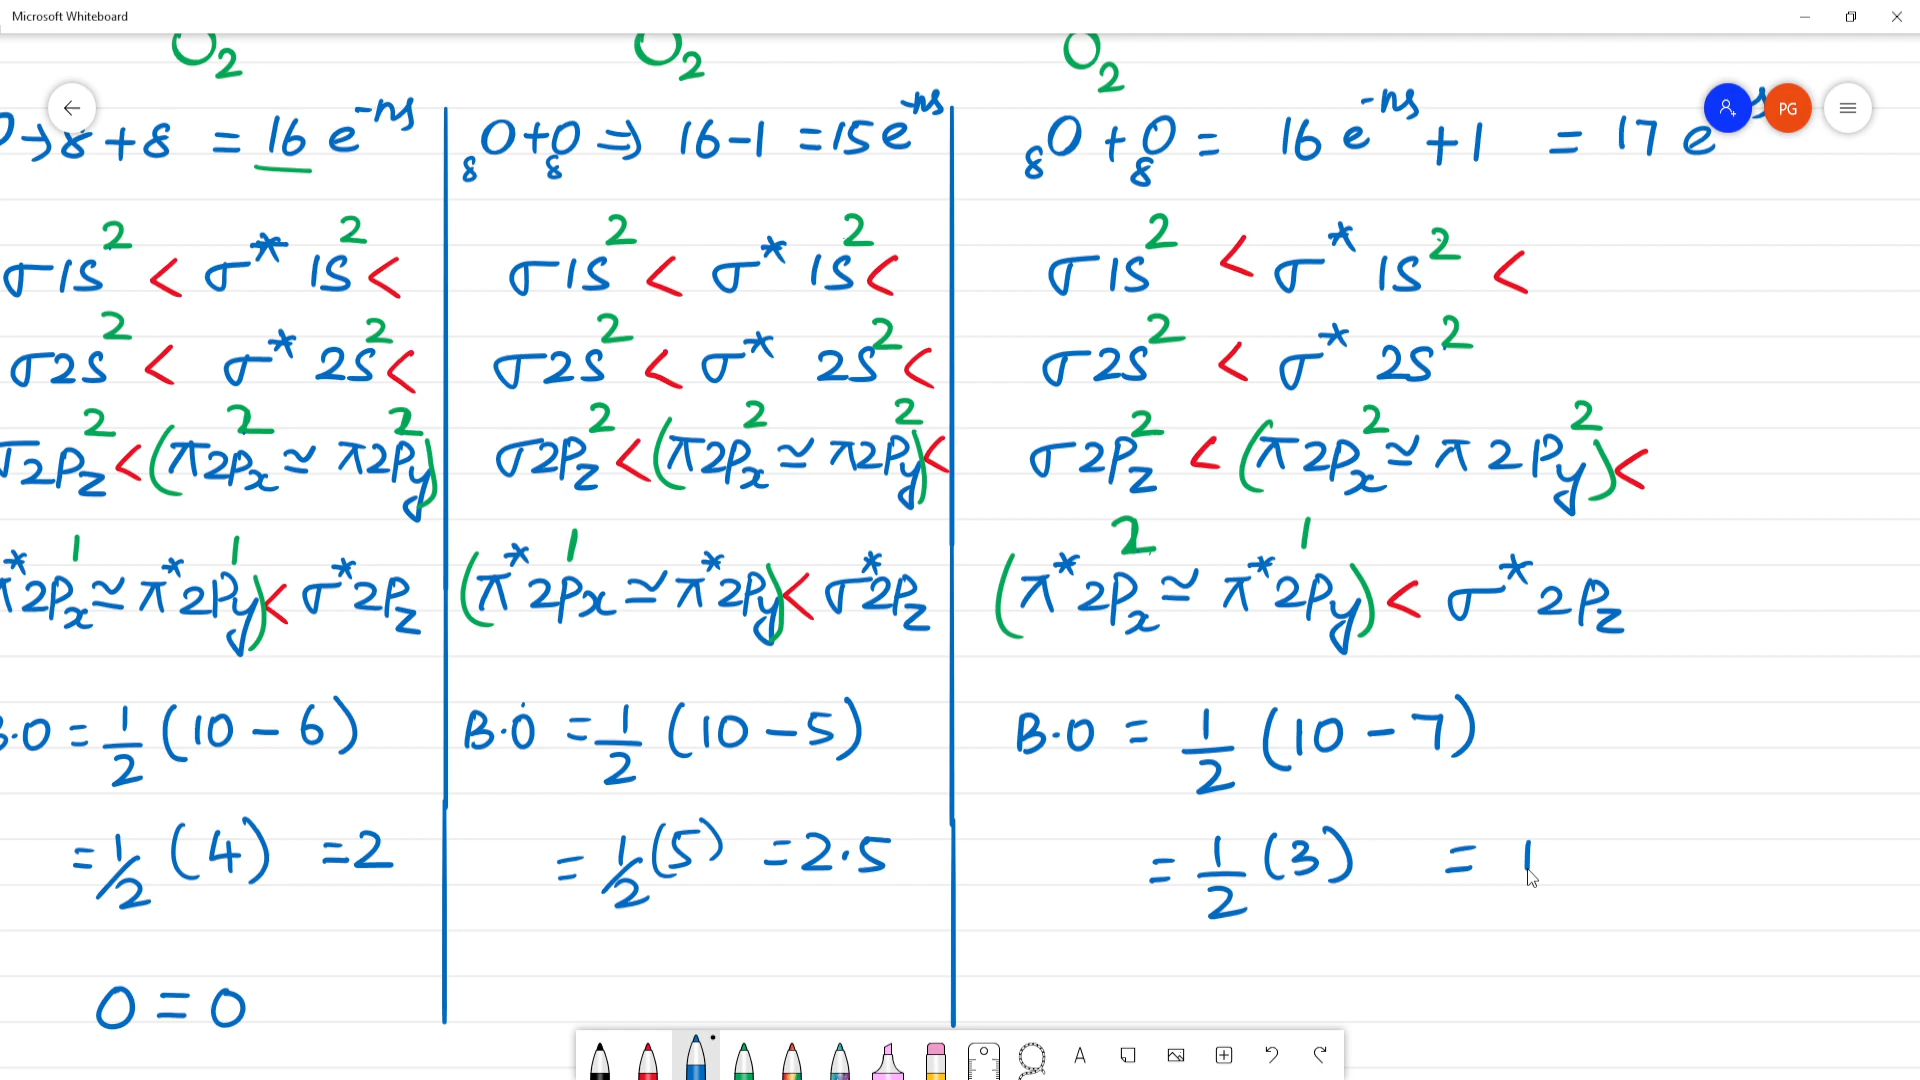 Microsoft Whiteboard
O2
O → 8 + 8 = 16 e-ns
σ1s² < σ*1s² <
σ2s² < σ*2s² <
σ2pz² < (π2px² ≃ π2py²)
π*2px¹ ≃ π*2py¹) < σ*2pz
B.O = 1/2 (10 - 6)
= 1/2 (4) = 2
O = O
O2
8O + 8O ⇒ 16 - 1 = 15 e-ns
σ1s² < σ*1s² <
σ2s² < σ*2s² <
σ2pz² < (π2px² ≃ π2py²) <
(π*2px¹ ≃ π*2py) < σ*2pz
B.O = 1/2 (10 - 5)
= 1/2 (5) = 2.5
O2
8O + 8O = 16 e-ns + 1 = 17 e
σ1s² < σ*1s² <
σ2s² < σ*2s²
σ2pz² < (π2px² ≃ π2py²) <
(π*2px² ≃ π*2py¹) < σ*2pz
B.O = 1/2 (10 - 7)
= 1/2 (3) = 1
PG
A